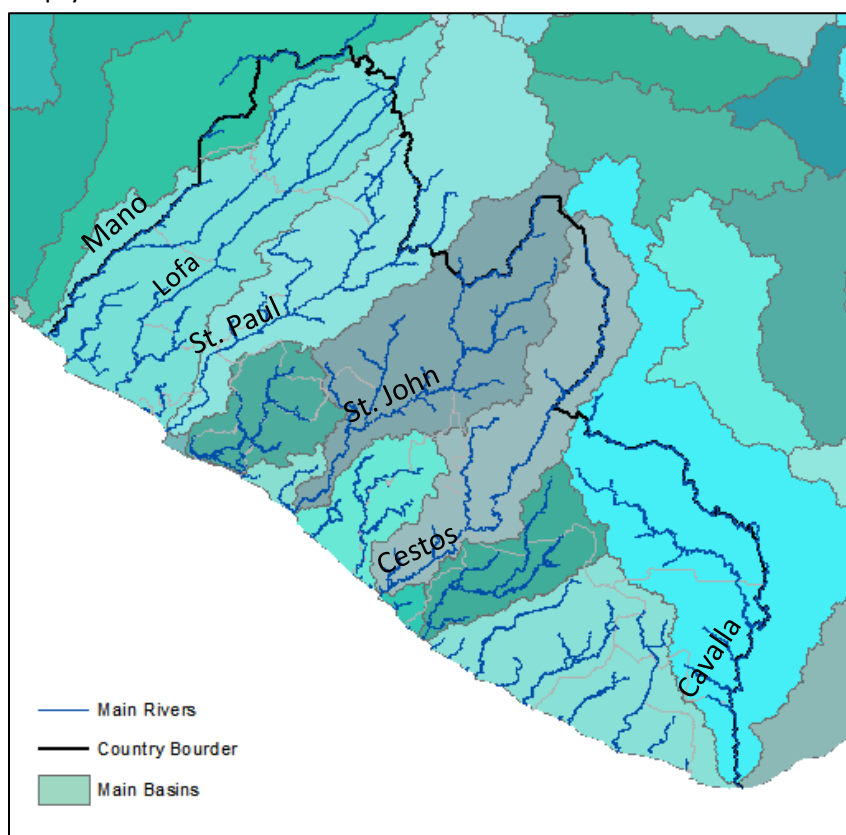 Mano
Lofa
St. Paul
St. John
Cestos
Cavalla
Main Rivers
Country Bourder
Main Basins